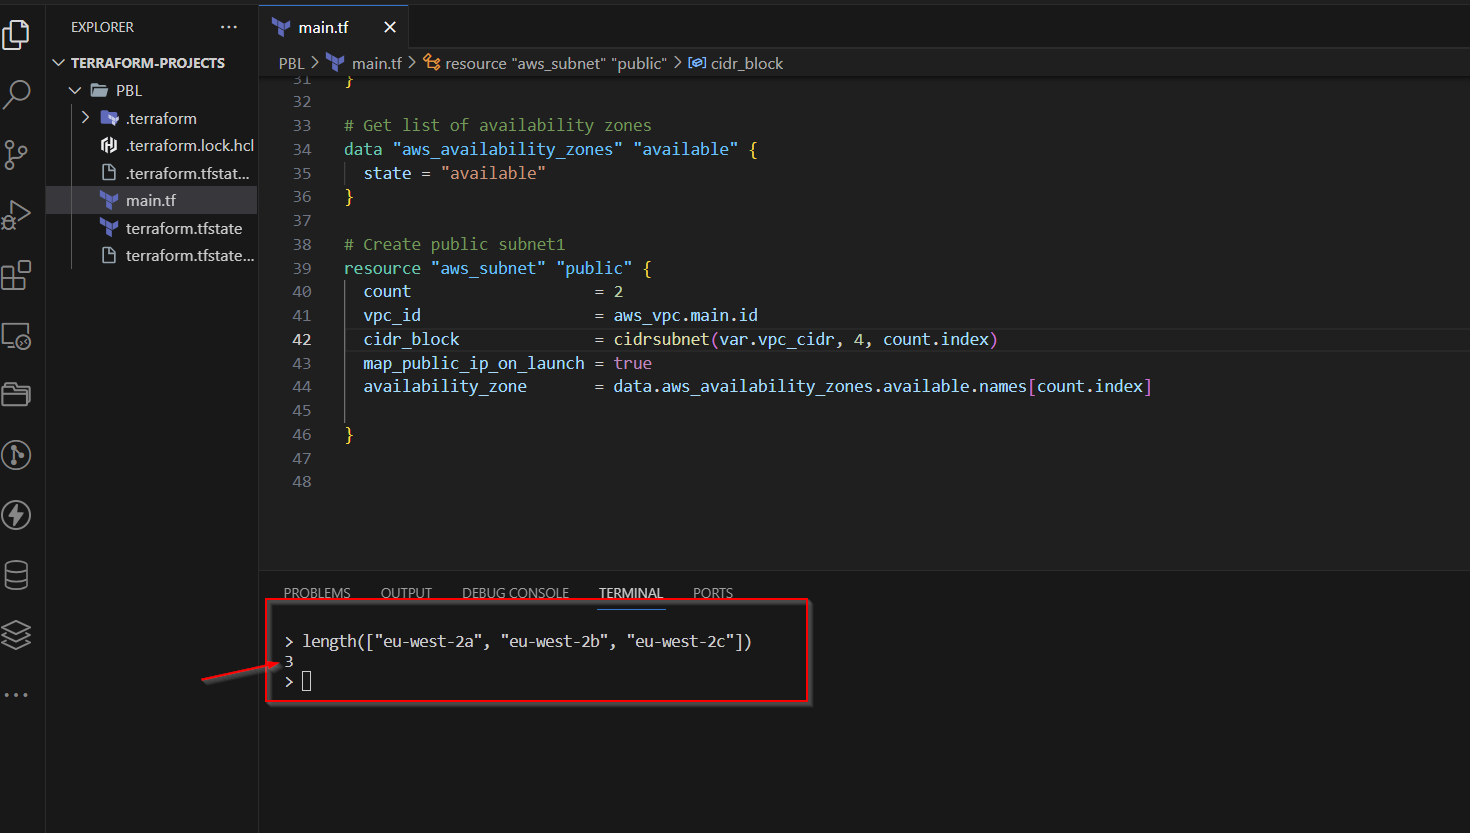 EXPLORER ...
TERRAFORM-PROJECTS
PBL
.terraform
.terraform.lock.hcl
.terraform.tfstat...
main.tf
terraform.tfstate
terraform.tfstate...
main.tf
PBL > main.tf > resource "aws_subnet" "public" > cidr_block
31 }
32
33 # Get list of availability zones
34 data "aws_availability_zones" "available" {
35 state = "available"
36 }
37
38 # Create public subnet1
39 resource "aws_subnet" "public" {
40 count = 2
41 vpc_id = aws_vpc.main.id
42 cidr_block = cidrsubnet(var.vpc_cidr, 4, count.index)
43 map_public_ip_on_launch = true
44 availability_zone = data.aws_availability_zones.available.names[count.index]
45
46 }
47
48
PROBLEMS OUTPUT DEBUG CONSOLE TERMINAL PORTS
> length(["eu-west-2a", "eu-west-2b", "eu-west-2c"])
3
>